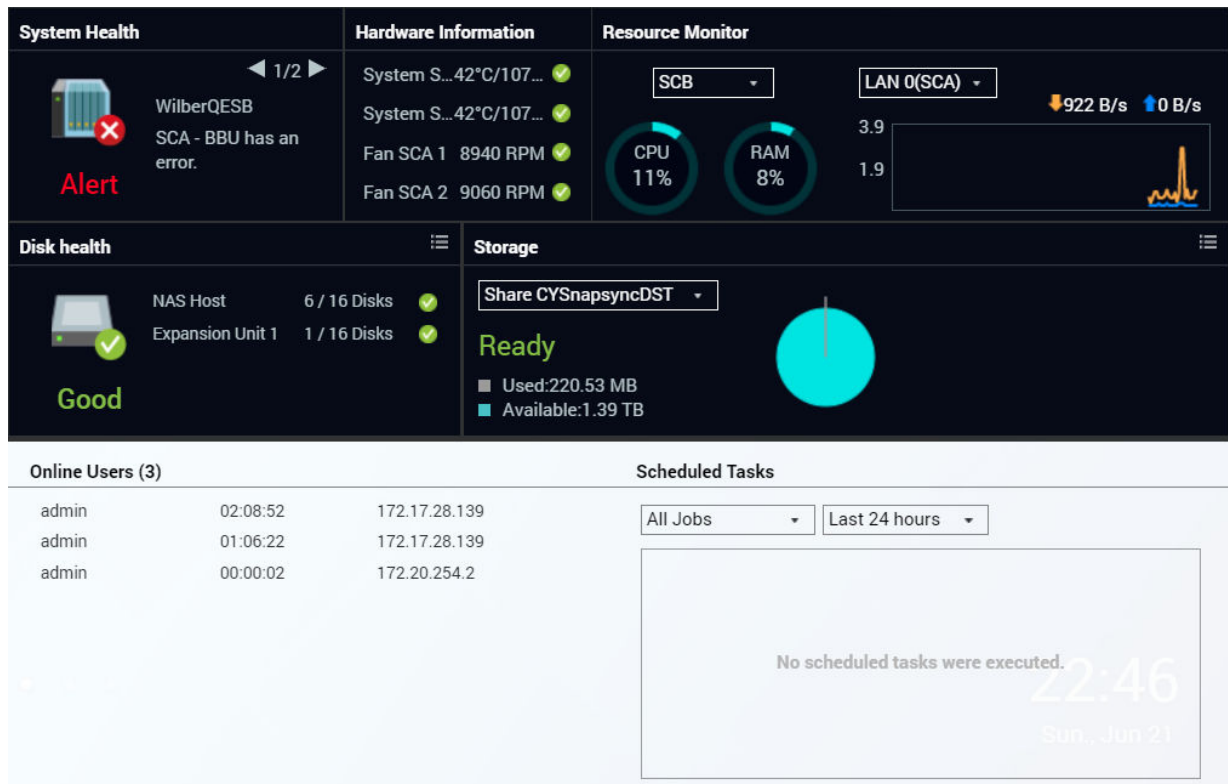 System Health
Hardware Information
Resource Monitor
1/2
WilberQESB
SCA - BBU has an
error.
Alert
System S...42°C/107...
System S...42°C/107...
Fan SCA 1 8940 RPM
Fan SCA 2 9060 RPM
SCB
CPU
11%
RAM
8%
LAN 0(SCA)
922 B/s 0 B/s
3.9
1.9
Disk health
Storage
NAS Host 6 / 16 Disks
Expansion Unit 1 1 / 16 Disks
Good
Share CYSnapsyncDST
Ready
Used:220.53 MB
Available:1.39 TB
Online Users (3)
admin 02:08:52 172.17.28.139
admin 01:06:22 172.17.28.139
admin 00:00:02 172.20.254.2
Scheduled Tasks
All Jobs Last 24 hours
No scheduled tasks were executed.
22:46
Sun., Jun 21